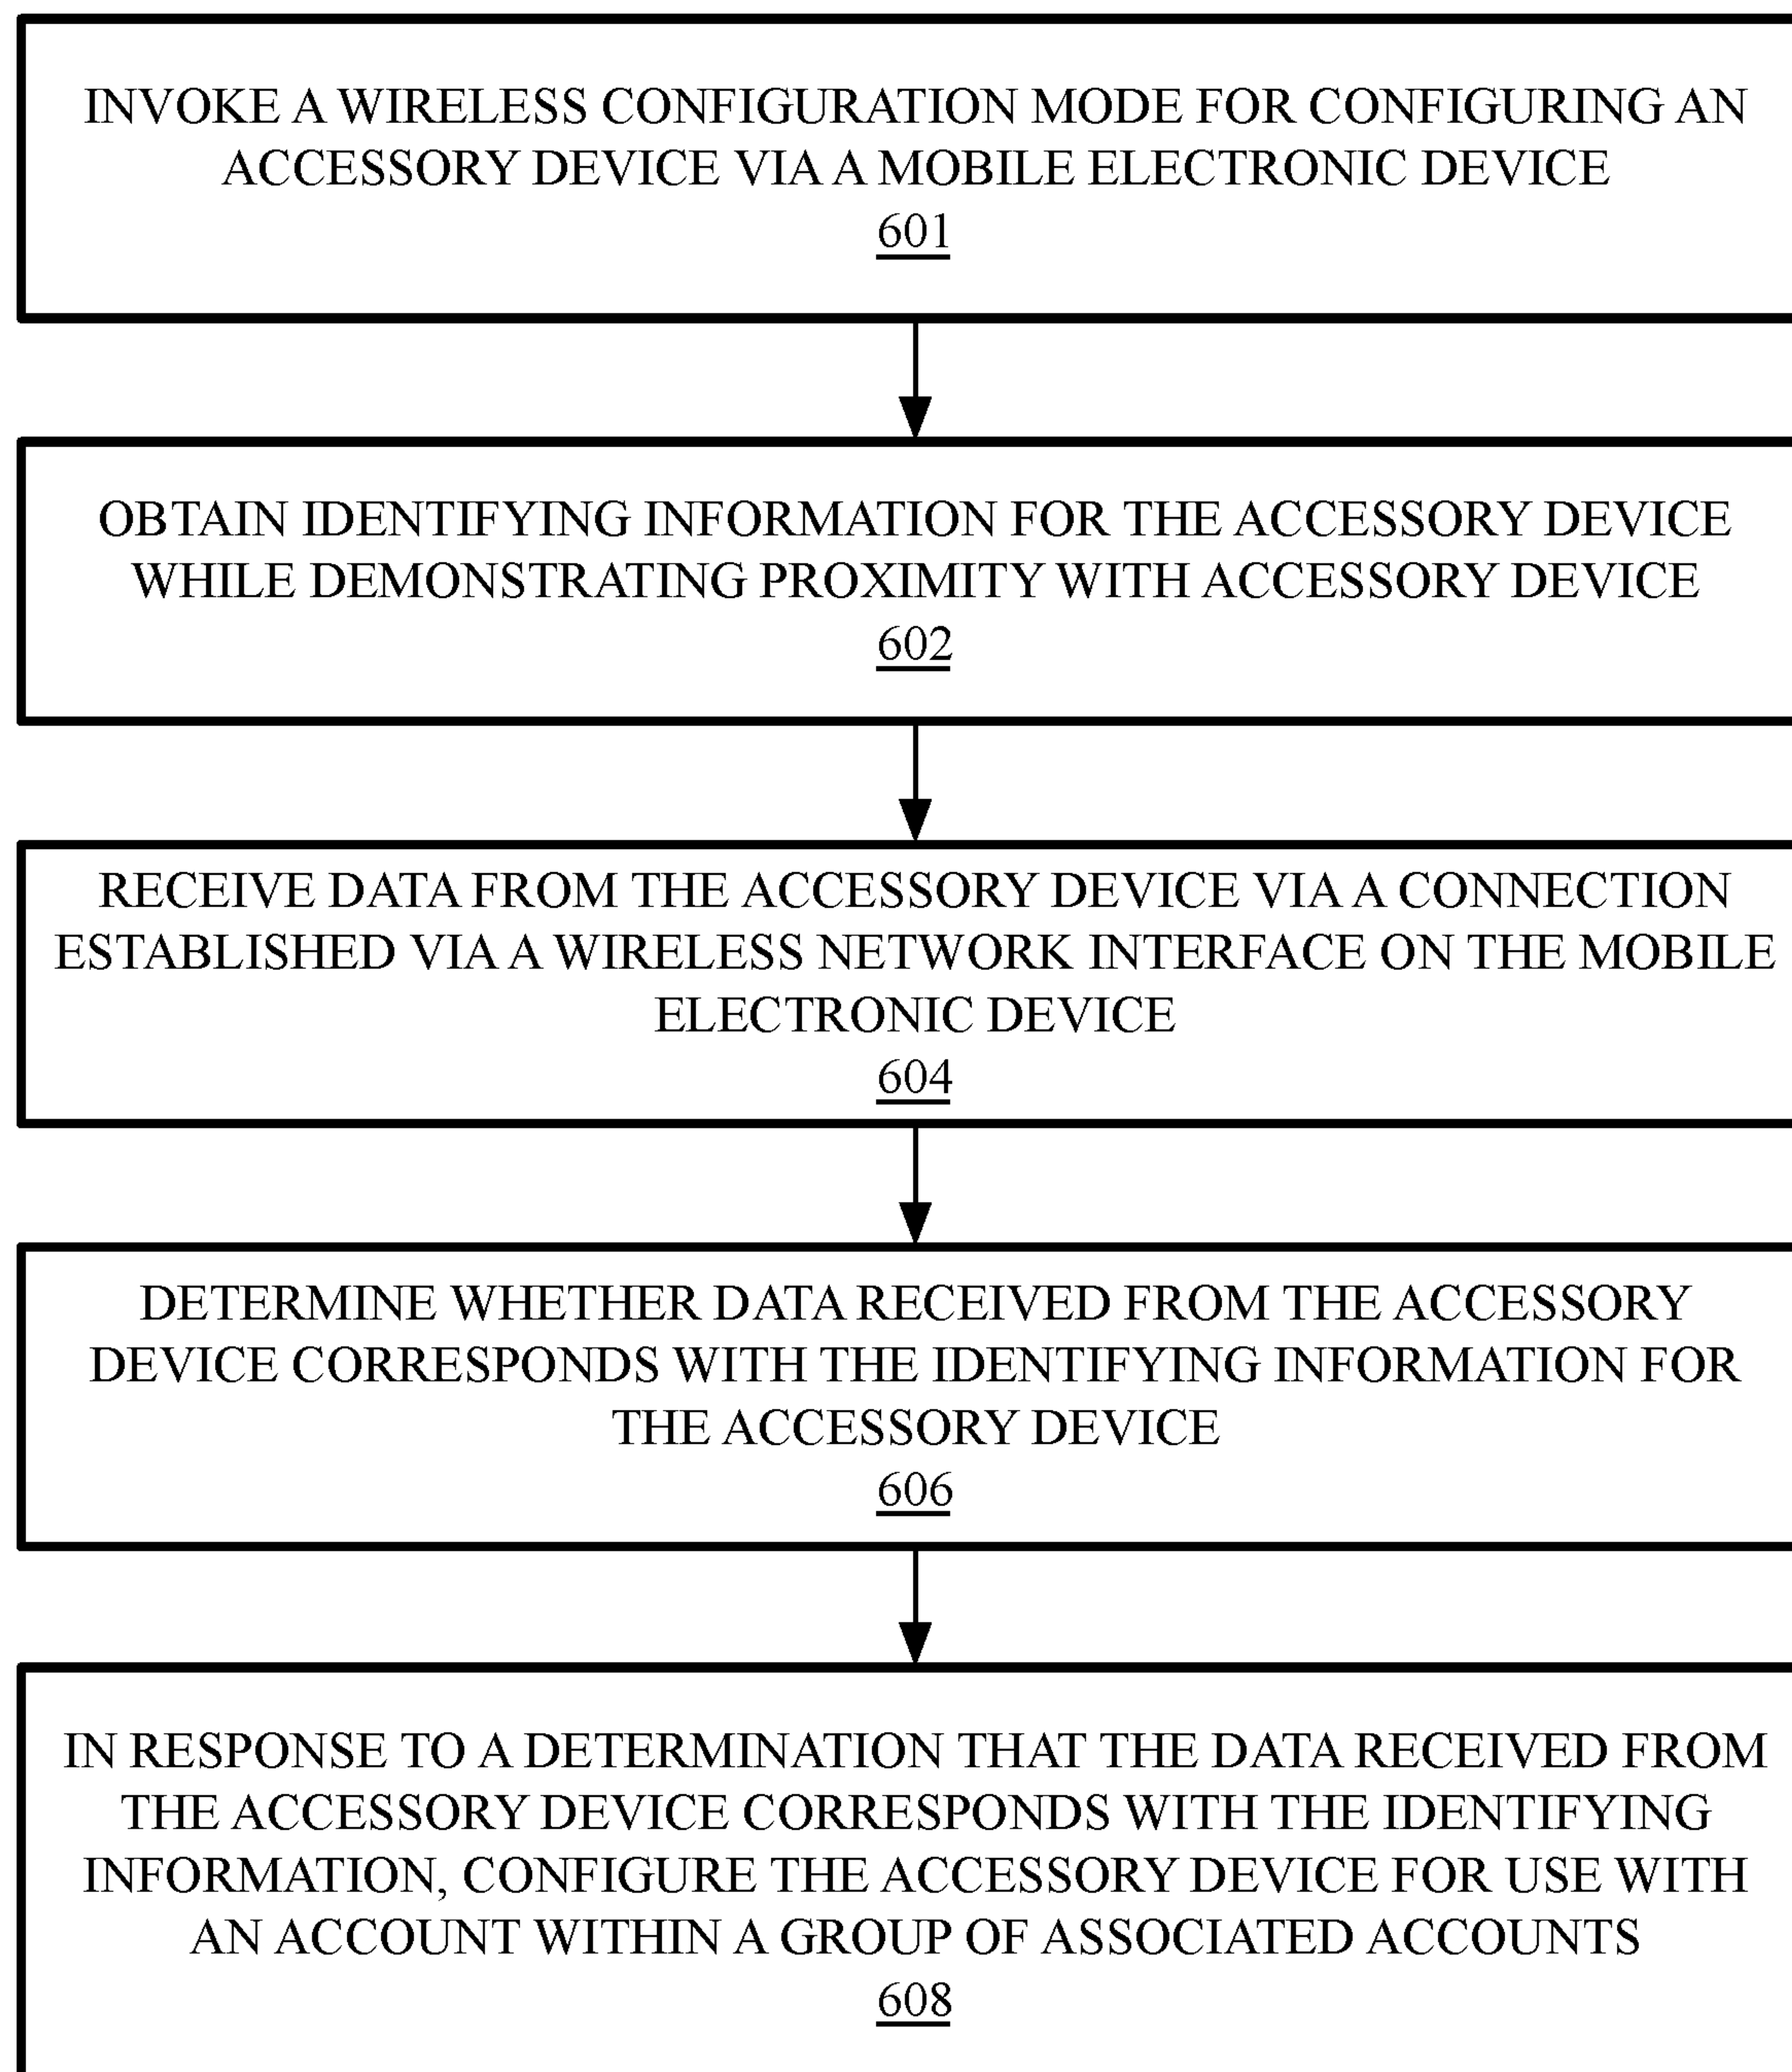 INVOKE A WIRELESS CONFIGURATION MODE FOR CONFIGURING AN
ACCESSORY DEVICE VIA A MOBILE ELECTRONIC DEVICE
601
OBTAIN IDENTIFYING INFORMATION FOR THE ACCESSORY DEVICE
WHILE DEMONSTRATING PROXIMITY WITH ACCESSORY DEVICE
602
RECEIVE DATA FROM THE ACCESSORY DEVICE VIA A CONNECTION
ESTABLISHED VIA A WIRELESS NETWORK INTERFACE ON THE MOBILE
ELECTRONIC DEVICE
604
DETERMINE WHETHER DATA RECEIVED FROM THE ACCESSORY
DEVICE CORRESPONDS WITH THE IDENTIFYING INFORMATION FOR
THE ACCESSORY DEVICE
606
IN RESPONSE TO A DETERMINATION THAT THE DATA RECEIVED FROM
THE ACCESSORY DEVICE CORRESPONDS WITH THE IDENTIFYING
INFORMATION, CONFIGURE THE ACCESSORY DEVICE FOR USE WITH
AN ACCOUNT WITHIN A GROUP OF ASSOCIATED ACCOUNTS
608